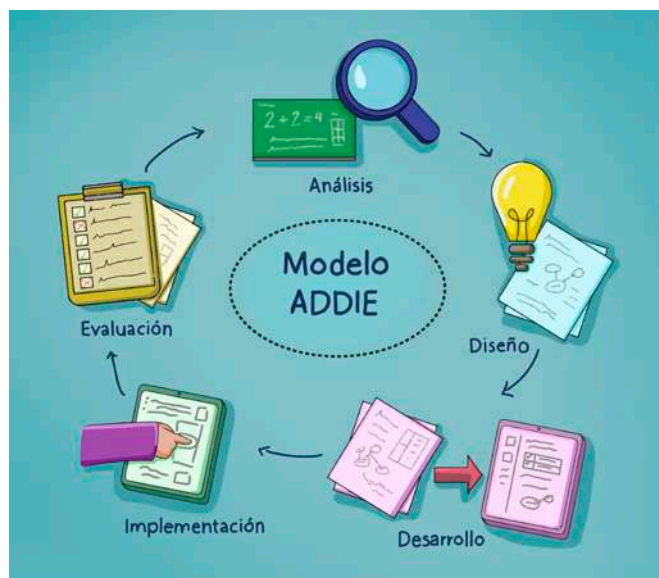 2+2=4
Análisis
Modelo
ADDIE
Diseño
Evaluación
Implementación
Desarrollo